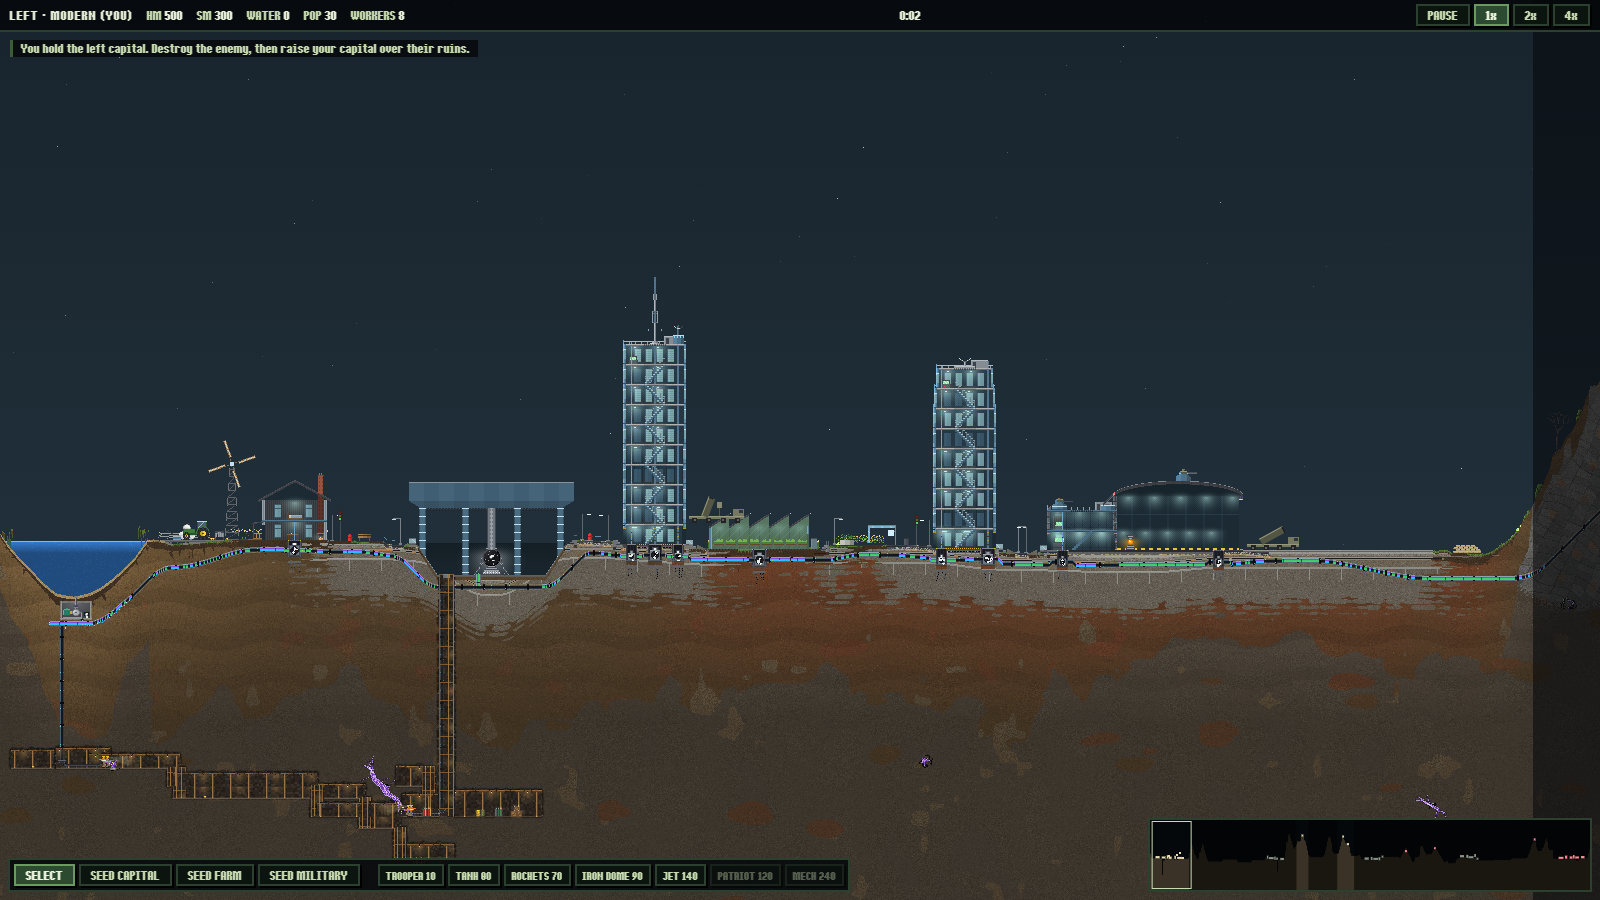 LEFT - MODERN (YOU) HM 500 SM 300 WATER 0 POP 30 WORKERS 8 0:02 PAUSE 1x 2x 4x
You hold the left capital. Destroy the enemy, then raise your capital over their ruins.
SELECT SEED CAPITAL SEED FARM SEED MILITARY TROOPER 10 TANK 80 ROCKETS 70 IRON DOME 90 JET 140 PATRIOT 120 MECH 240